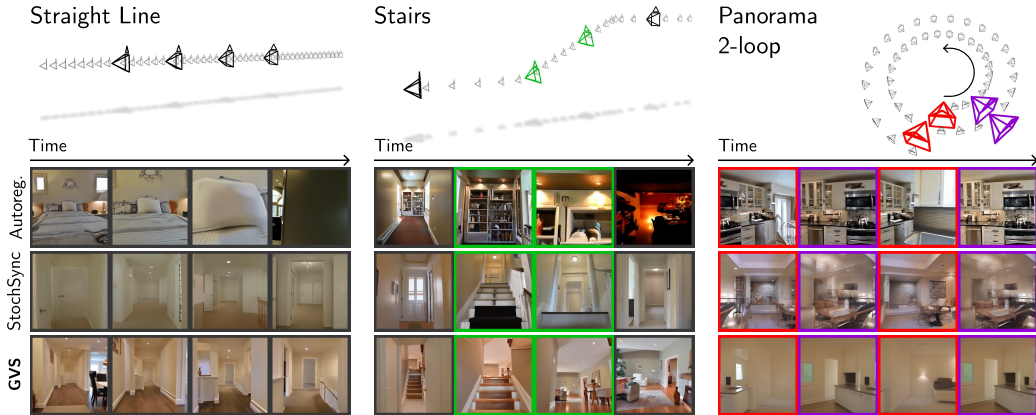 Straight Line
Stairs
Panorama
2-loop
Time
Time
Time
Autoreg.
StochSync
GVS